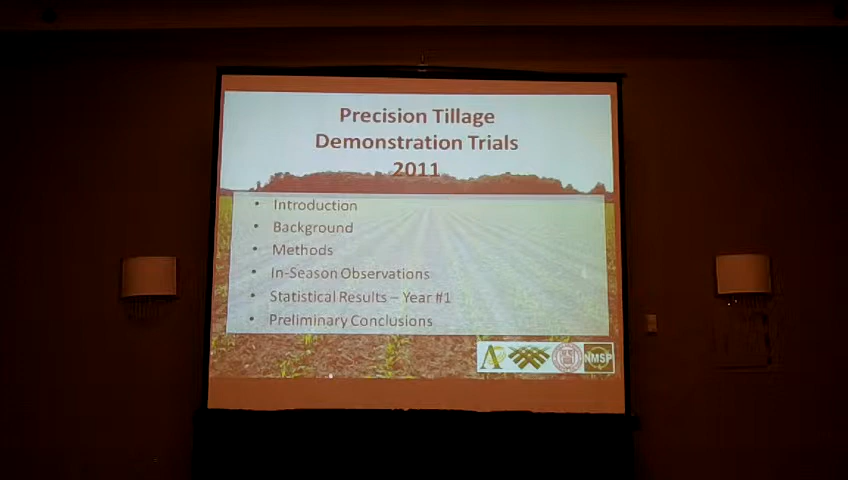 Precision Tillage
Demonstration Trials
2011
• Introduction
• Background
• Methods
• In-Season Observations
• Statistical Results – Year #1
• Preliminary Conclusions
NMSP